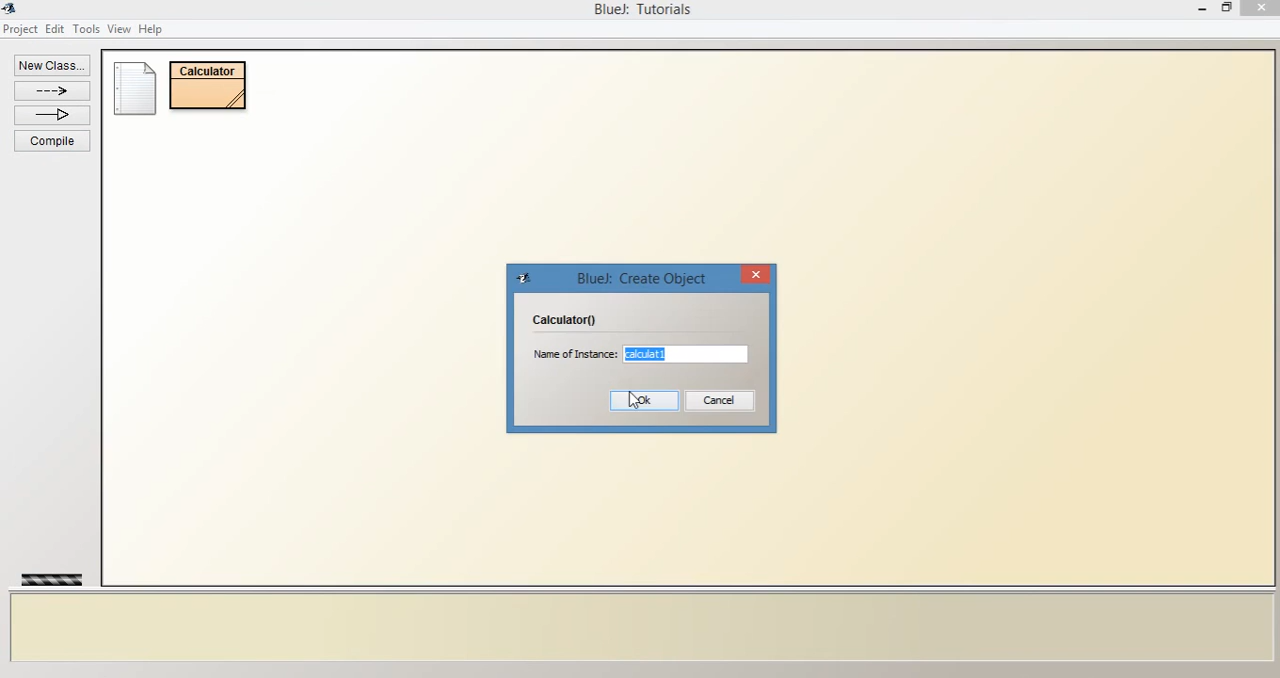 BlueJ: Tutorials
Project Edit Tools View Help
New Class...
Calculator
Compile
BlueJ: Create Object
Calculator()
Name of Instance: calculat1
Ok Cancel